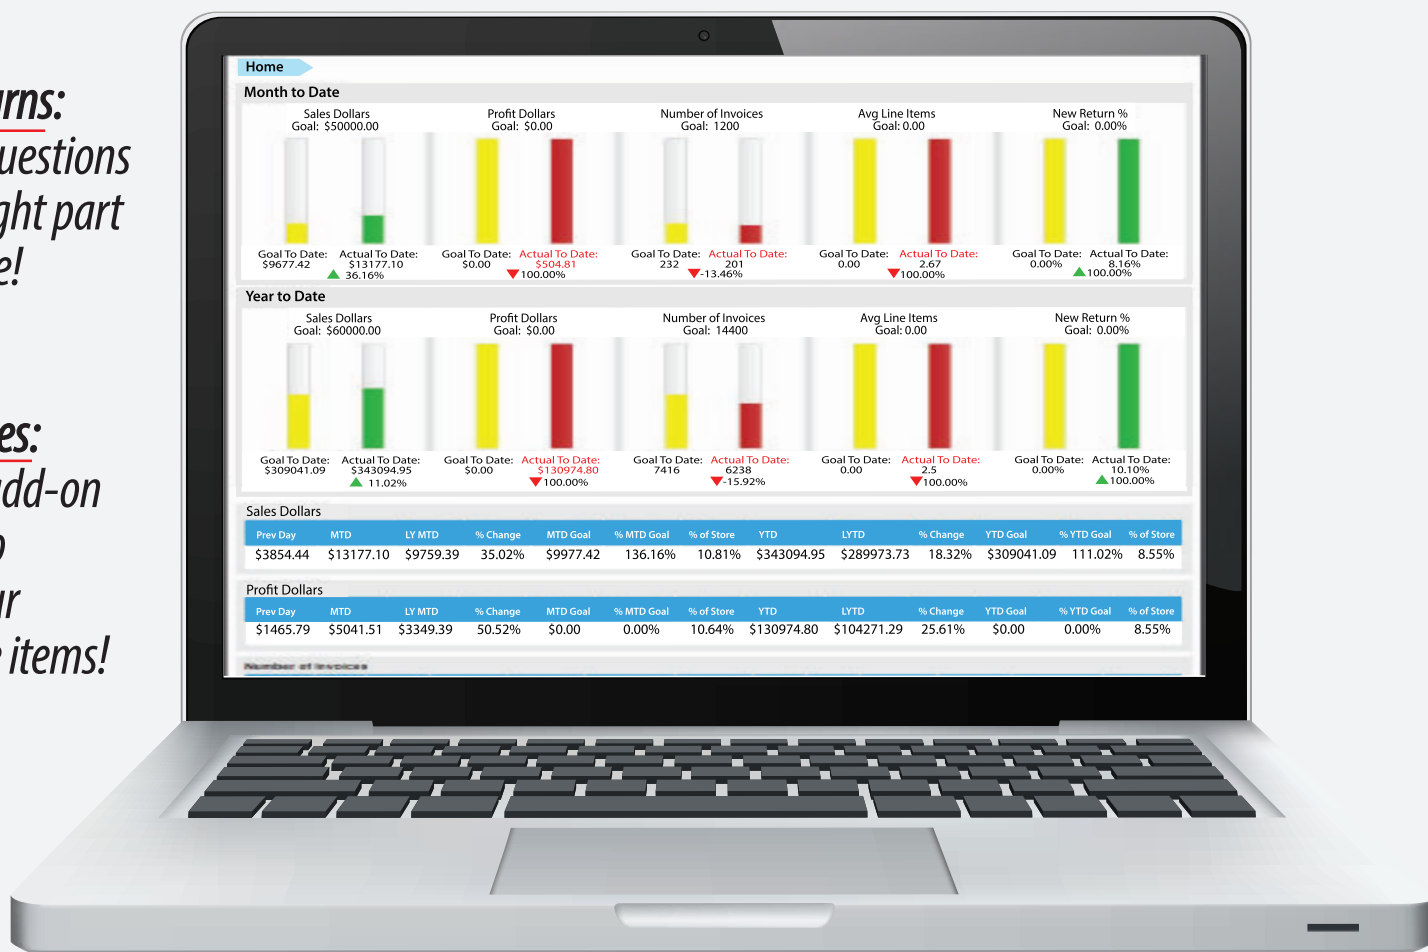 urns:
uestions
ght part
e!
es:
add-on
o
ur
e items!
Home
Month to Date
Sales Dollars Profit Dollars Number of Invoices Avg Line Items New Return %
Goal: $50000.00 Goal: $0.00 Goal: 1200 Goal: 0.00 Goal: 0.00%
Goal To Date: Actual To Date: Goal To Date: Actual To Date: Goal To Date: Actual To Date: Goal To Date: Actual To Date: Goal To Date: Actual To Date:
$9677.42 $13177.10 $0.00 $504.81 232 201 0.00 2.67 0.00% 8.16%
36.16% 100.00% -13.46% 100.00% 100.00%
Year to Date
Sales Dollars Profit Dollars Number of Invoices Avg Line Items New Return %
Goal: $60000.00 Goal: $0.00 Goal: 14400 Goal: 0.00 Goal: 0.00%
Goal To Date: Actual To Date: Goal To Date: Actual To Date: Goal To Date: Actual To Date: Goal To Date: Actual To Date: Goal To Date: Actual To Date:
$309041.09 $343094.95 $0.00 $130974.80 7416 6238 0.00 2.5 0.00% 10.10%
11.02% 100.00% -15.92% 100.00% 100.00%
Sales Dollars
Prev Day MTD LY MTD % Change MTD Goal % MTD Goal % of Store YTD LYTD % Change YTD Goal % YTD Goal % of Store
$3854.44 $13177.10 $9759.39 35.02% $9977.42 136.16% 10.81% $343094.95 $289973.73 18.32% $309041.09 111.02% 8.55%
Profit Dollars
Prev Day MTD LY MTD % Change MTD Goal % MTD Goal % of Store YTD LYTD % Change YTD Goal % YTD Goal % of Store
$1465.79 $5041.51 $3349.39 50.52% $0.00 0.00% 10.64% $130974.80 $104271.29 25.61% $0.00 0.00% 8.55%
Number of Invoices